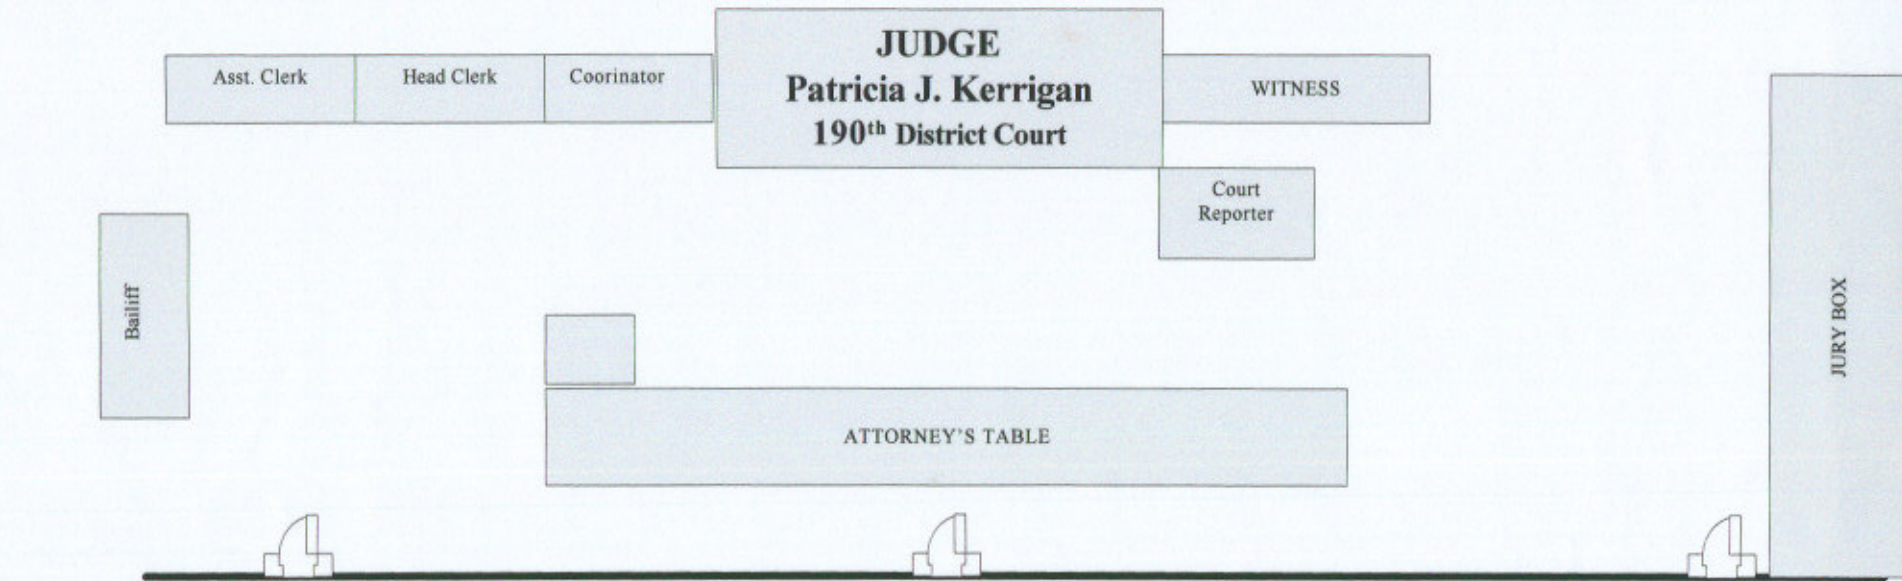 JUDGE
Patricia J. Kerrigan
190th District Court
Asst. Clerk
Head Clerk
Coorinator
WITNESS
Court
Reporter
Bailiff
JURY BOX
ATTORNEY'S TABLE